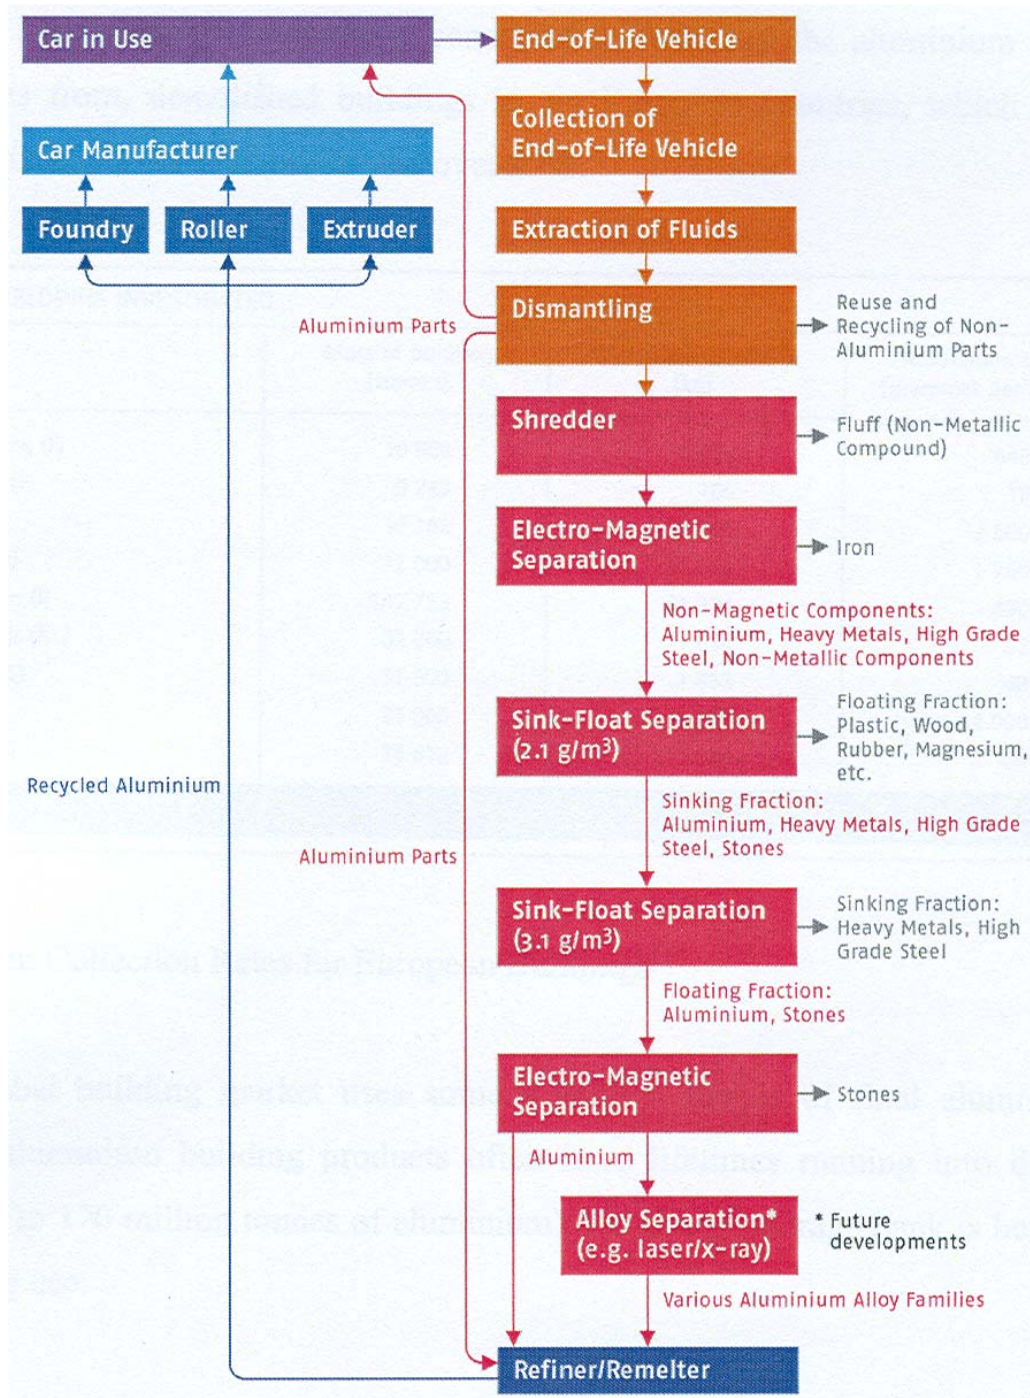 Car in Use
End-of-Life Vehicle
Collection of
End-of-Life Vehicle
Car Manufacturer
Foundry
Roller
Extruder
Extraction of Fluids
Dismantling
Reuse and
Recycling of Non-
Aluminium Parts
Aluminium Parts
Shredder
Fluff (Non-Metallic
Compound)
Electro-Magnetic
Separation
Iron
Non-Magnetic Components:
Aluminium, Heavy Metals, High Grade
Steel, Non-Metallic Components
Sink-Float Separation
(2.1 g/m³)
Floating Fraction:
Plastic, Wood,
Rubber, Magnesium,
etc.
Recycled Aluminium
Sinking Fraction:
Aluminium, Heavy Metals, High Grade
Steel, Stones
Aluminium Parts
Sink-Float Separation
(3.1 g/m³)
Sinking Fraction:
Heavy Metals, High
Grade Steel
Floating Fraction:
Aluminium, Stones
Electro-Magnetic
Separation
Stones
Aluminium
Alloy Separation*
(e.g. laser/x-ray)
* Future
developments
Various Aluminium Alloy Families
Refiner/Remelter